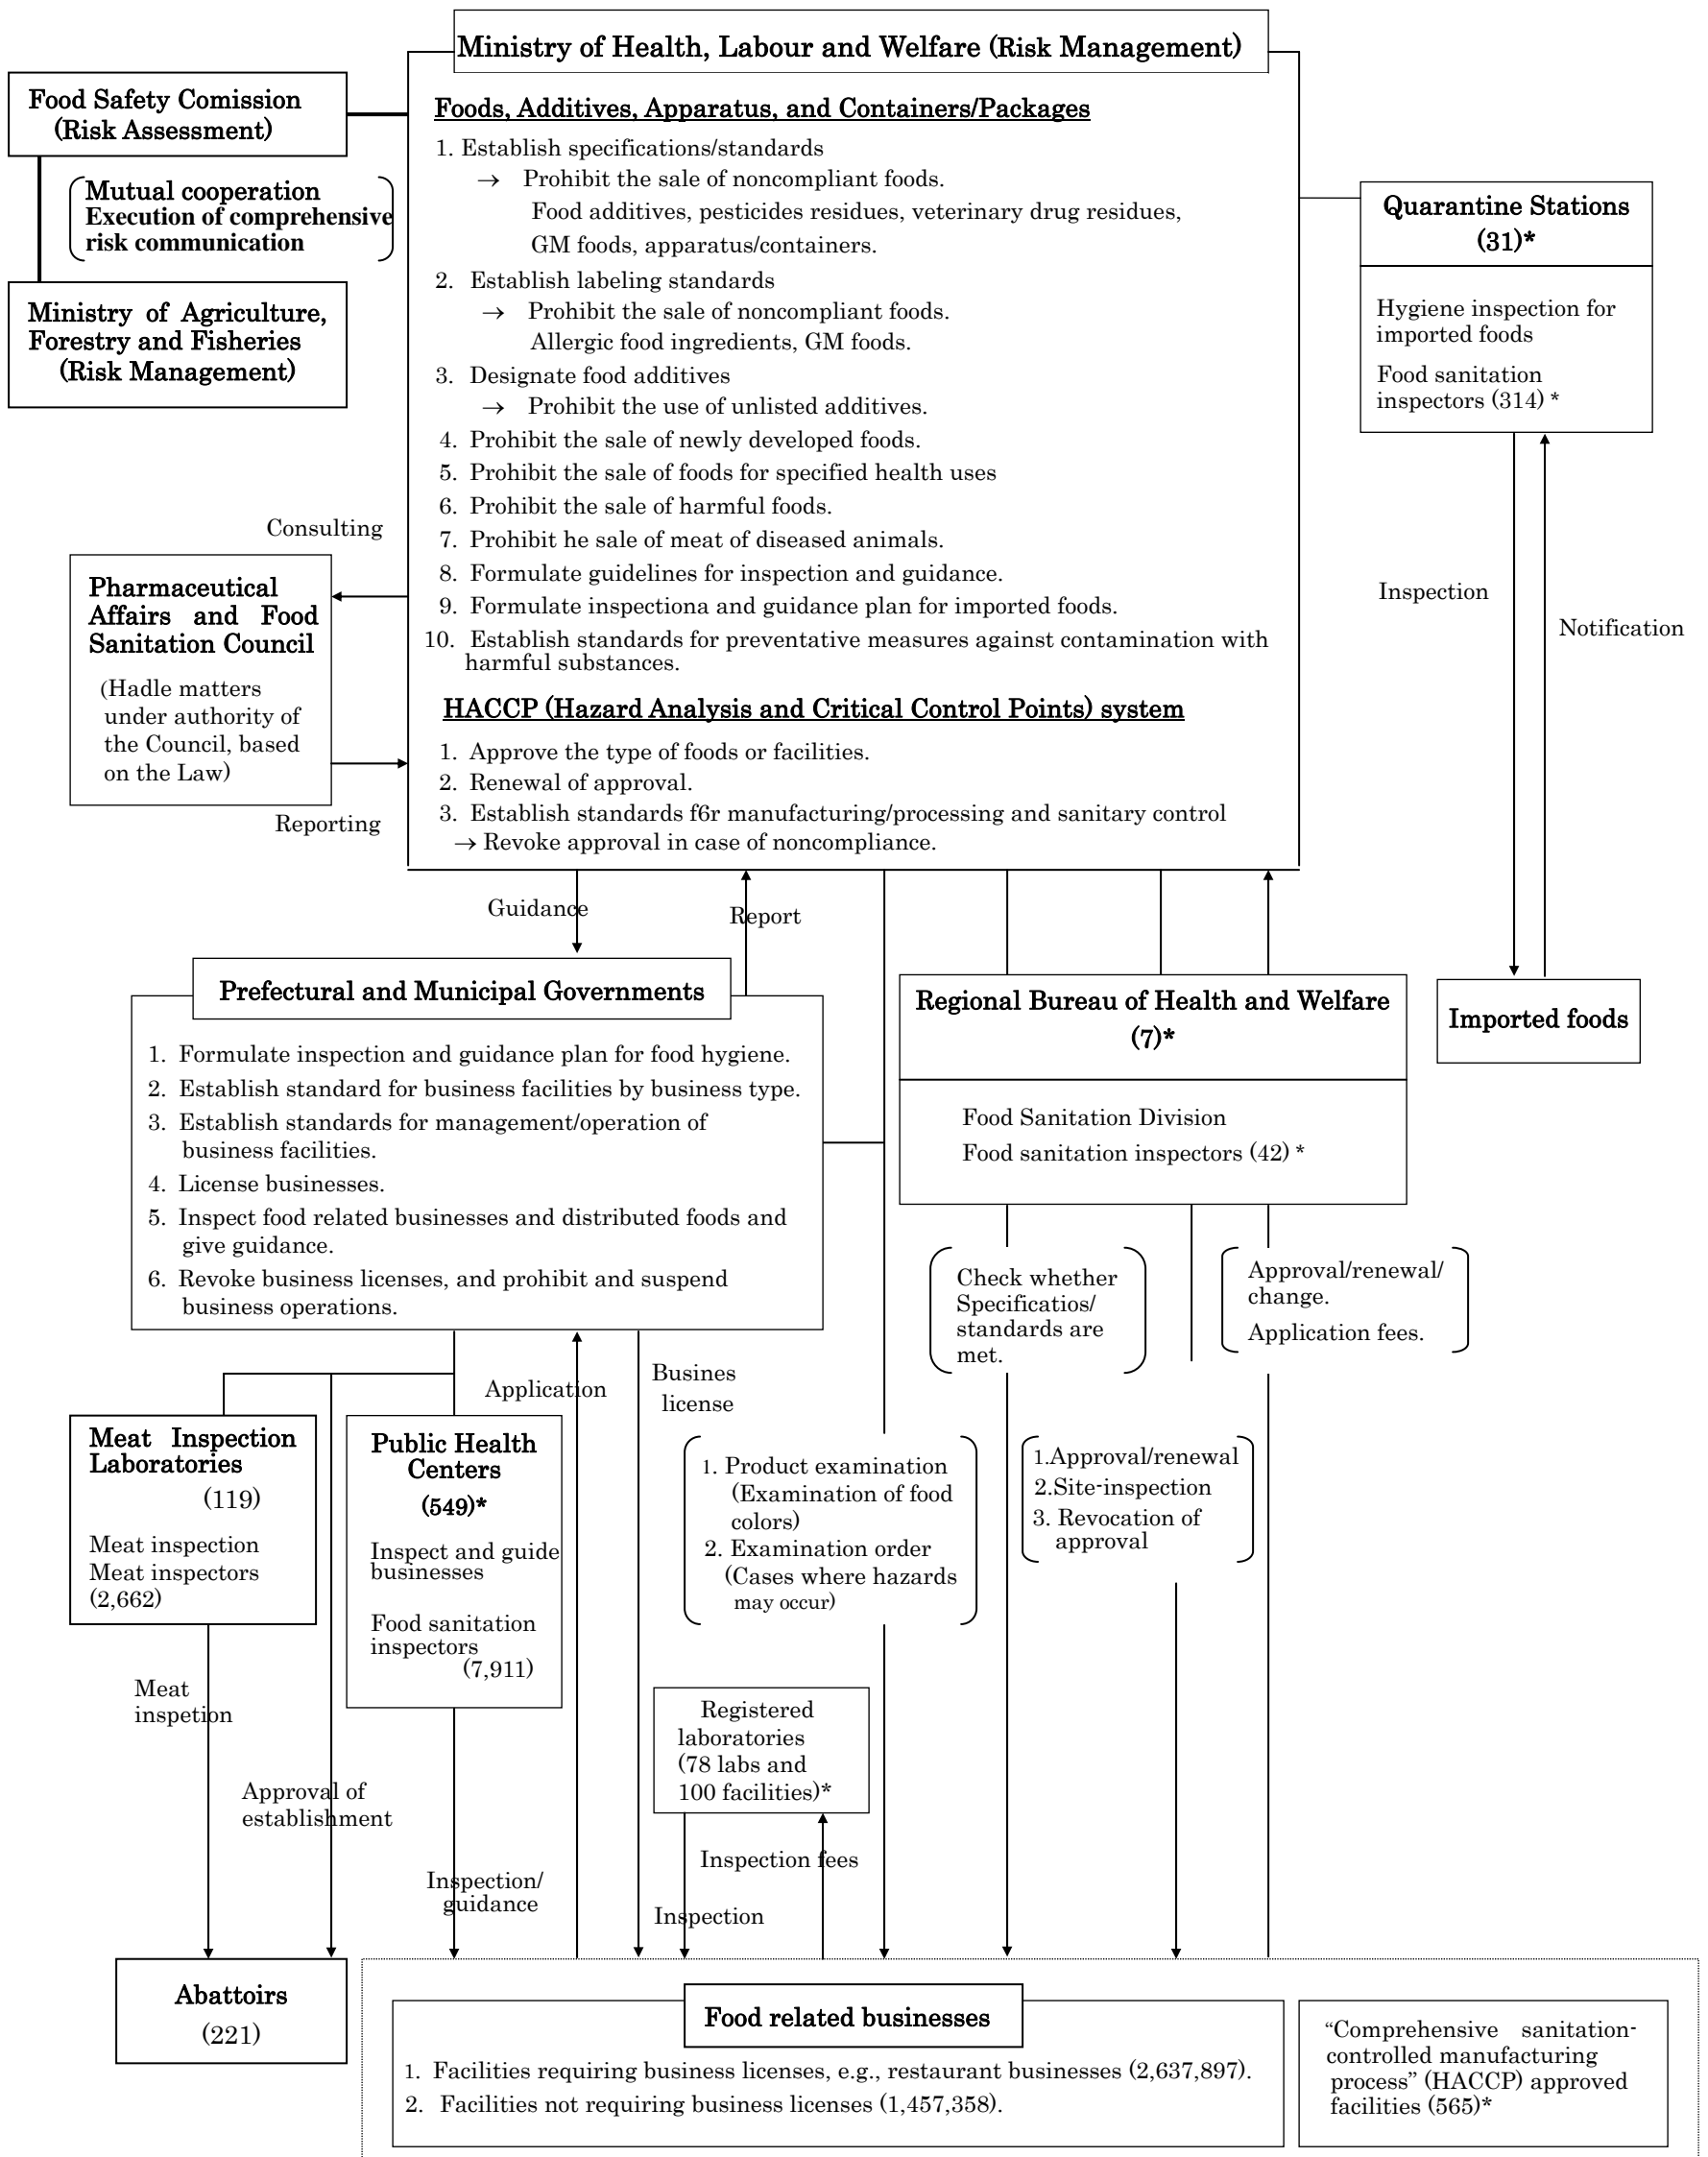 Ministry of Health, Labour and Welfare (Risk Management)
Food Safety Comission
(Risk Assessment)
Mutual cooperation
Execution of comprehensive
risk communication
Ministry of Agriculture,
Forestry and Fisheries
(Risk Management)
Foods, Additives, Apparatus, and Containers/Packages
1. Establish specifications/standards
→ Prohibit the sale of noncompliant foods.
Food additives, pesticides residues, veterinary drug residues,
GM foods, apparatus/containers.
2. Establish labeling standards
→ Prohibit the sale of noncompliant foods.
Allergic food ingredients, GM foods.
3. Designate food additives
→ Prohibit the use of unlisted additives.
4. Prohibit the sale of newly developed foods.
5. Prohibit the sale of foods for specified health uses
6. Prohibit the sale of harmful foods.
7. Prohibit he sale of meat of diseased animals.
8. Formulate guidelines for inspection and guidance.
9. Formulate inspectiona and guidance plan for imported foods.
10. Establish standards for preventative measures against contamination with
harmful substances.
HACCP (Hazard Analysis and Critical Control Points) system
1. Approve the type of foods or facilities.
2. Renewal of approval.
3. Establish standards f6r manufacturing/processing and sanitary control
→ Revoke approval in case of noncompliance.
Quarantine Stations
(31)*
Hygiene inspection for
imported foods
Food sanitation
inspectors (314) *
Inspection
Notification
Imported foods
Consulting
Pharmaceutical
Affairs and Food
Sanitation Council
(Hadle matters
under authority of
the Council, based
on the Law)
Reporting
Guidance
Report
Prefectural and Municipal Governments
1. Formulate inspection and guidance plan for food hygiene.
2. Establish standard for business facilities by business type.
3. Establish standards for management/operation of
business facilities.
4. License businesses.
5. Inspect food related businesses and distributed foods and
give guidance.
6. Revoke business licenses, and prohibit and suspend
business operations.
Regional Bureau of Health and Welfare
(7)*
Food Sanitation Division
Food sanitation inspectors (42) *
Check whether
Specificatios/
standards are
met.
Approval/renewal/
change.
Application fees.
Application
Busines
license
Meat Inspection
Laboratories
(119)
Meat inspection
Meat inspectors
(2,662)
Public Health
Centers
(549)*
Inspect and guide
businesses
Food sanitation
inspectors
(7,911)
1. Product examination
(Examination of food
colors)
2. Examination order
(Cases where hazards
may occur)
1.Approval/renewal
2.Site-inspection
3. Revocation of
approval
Meat
inspetion
Approval of
establishment
Inspection/
guidance
Registered
laboratories
(78 labs and
100 facilities)*
Inspection fees
Inspection
Abattoirs
(221)
Food related businesses
1. Facilities requiring business licenses, e.g., restaurant businesses (2,637,897).
2. Facilities not requiring business licenses (1,457,358).
“Comprehensive sanitation-
controlled manufacturing
process” (HACCP) approved
facilities (565)*